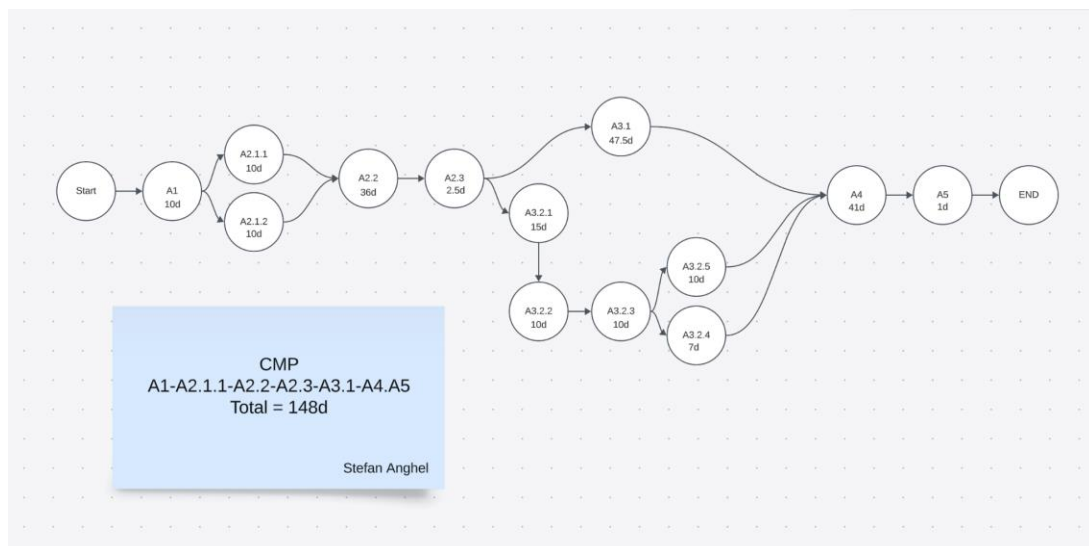 Start
A1
10d
A2.1.1
10d
A2.1.2
10d
A2.2
36d
A2.3
2.5d
A3.1
47.5d
A3.2.1
15d
A3.2.2
10d
A3.2.3
10d
A3.2.5
10d
A3.2.4
7d
A4
41d
A5
1d
END
CMP
A1-A2.1.1-A2.2-A2.3-A3.1-A4.A5
Total = 148d
Stefan Anghel